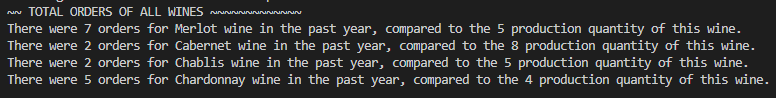 ~~ TOTAL ORDERS OF ALL WINES ~~~~~~~~~~~~~
There were 7 orders for Merlot wine in the past year, compared to the 5 production quantity of this wine.
There were 2 orders for Cabernet wine in the past year, compared to the 8 production quantity of this wine.
There were 2 orders for Chablis wine in the past year, compared to the 5 production quantity of this wine.
There were 5 orders for Chardonnay wine in the past year, compared to the 4 production quantity of this wine.